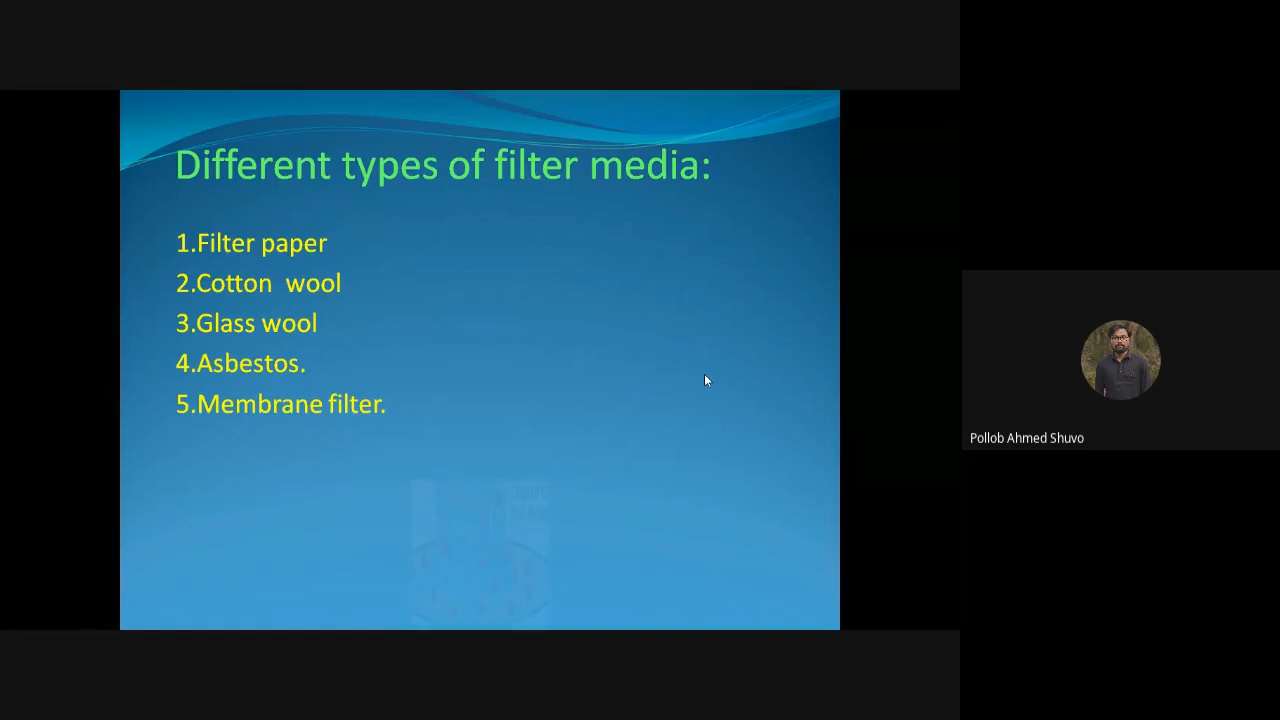 Different types of filter media:
1.Filter paper
2.Cotton  wool
3.Glass wool
4.Asbestos.
5.Membrane filter.
Pollob Ahmed Shuvo